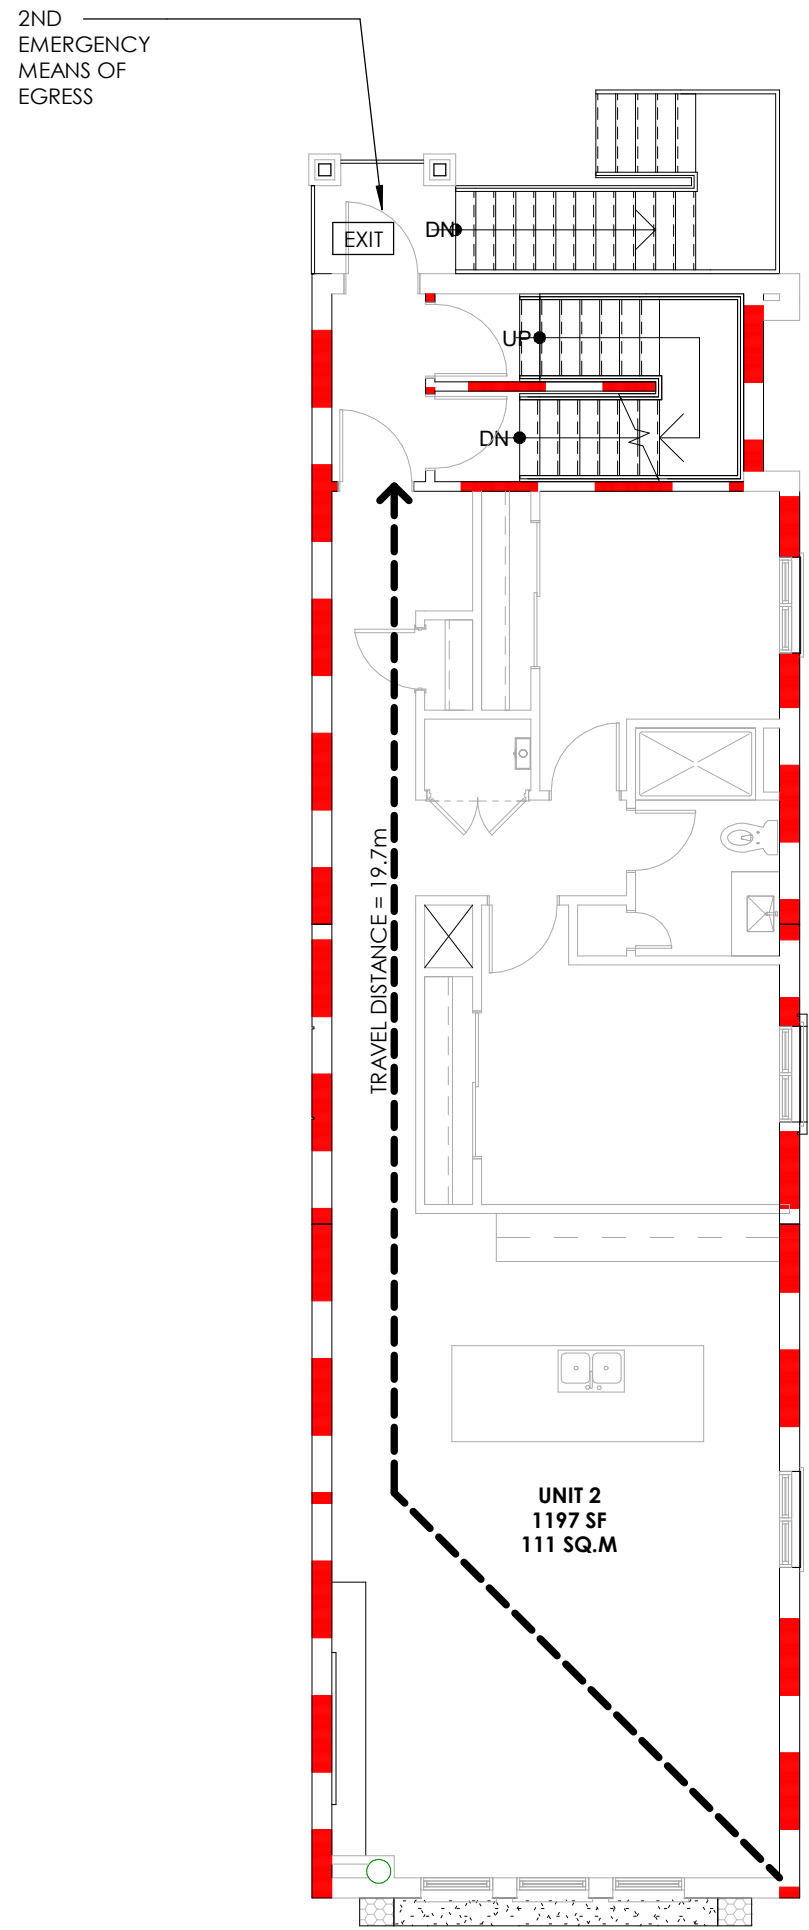 2ND
EMERGENCY
MEANS OF
EGRESS
EXIT
DN
UP
DN
TRAVEL DISTANCE = 19.7m
UNIT 2
1197 SF
111 SQ.M